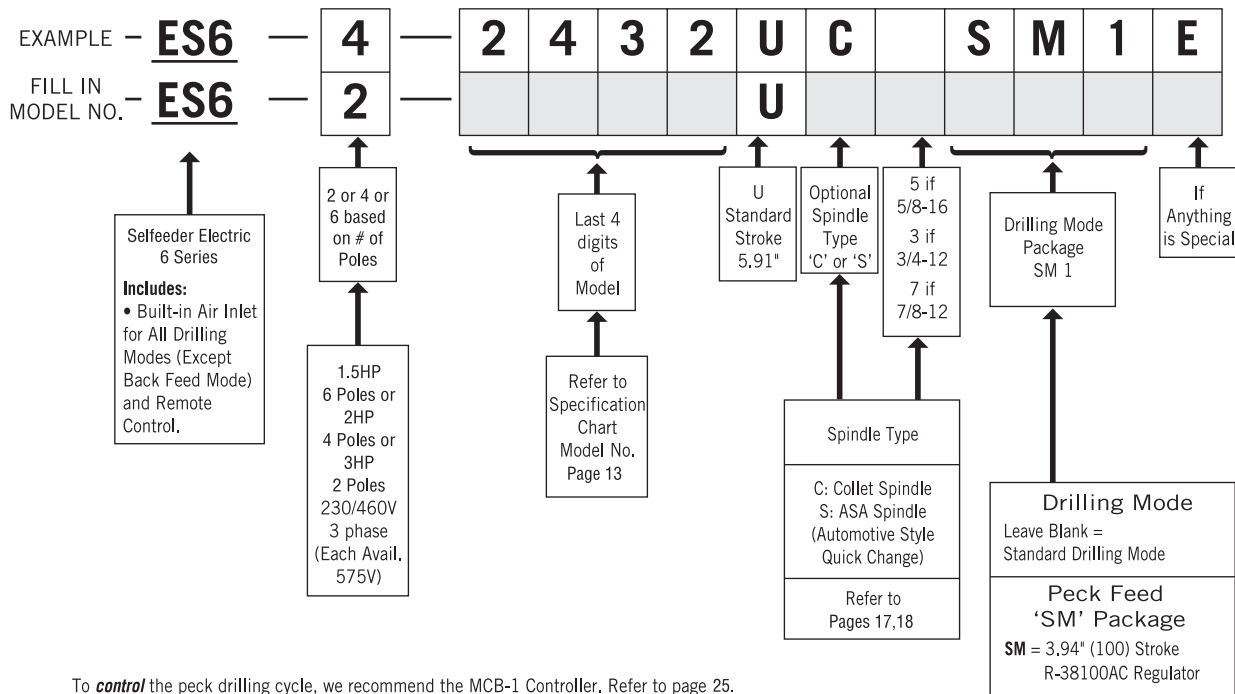 EXAMPLE – ES6 — 4 — 2 4 3 2 U C S M 1 E
FILL IN
MODEL NO. – ES6 — 2 — U
Selfeeder Electric
6 Series
Includes:
• Built-in Air Inlet
for All Drilling
Modes (Except
Back Feed Mode)
and Remote
Control.
2 or 4 or
6 based
on # of
Poles
1.5HP
6 Poles or
2HP
4 Poles or
3HP
2 Poles
230/460V
3 phase
(Each Avail.
575V)
Last 4
digits
of
Model
Refer to
Specification
Chart
Model No.
Page 13
U
Standard
Stroke
5.91"
Optional
Spindle
Type
'C' or 'S'
5 if
5/8-16
3 if
3/4-12
7 if
7/8-12
Spindle Type
C: Collet Spindle
S: ASA Spindle
(Automotive Style
Quick Change)
Refer to
Pages 17,18
Drilling Mode
Package
SM 1
Drilling Mode
Leave Blank =
Standard Drilling Mode
Peck Feed
'SM' Package
SM = 3.94" (100) Stroke
R-38100AC Regulator
If
Anything
is Special
To control the peck drilling cycle, we recommend the MCB-1 Controller. Refer to page 25.